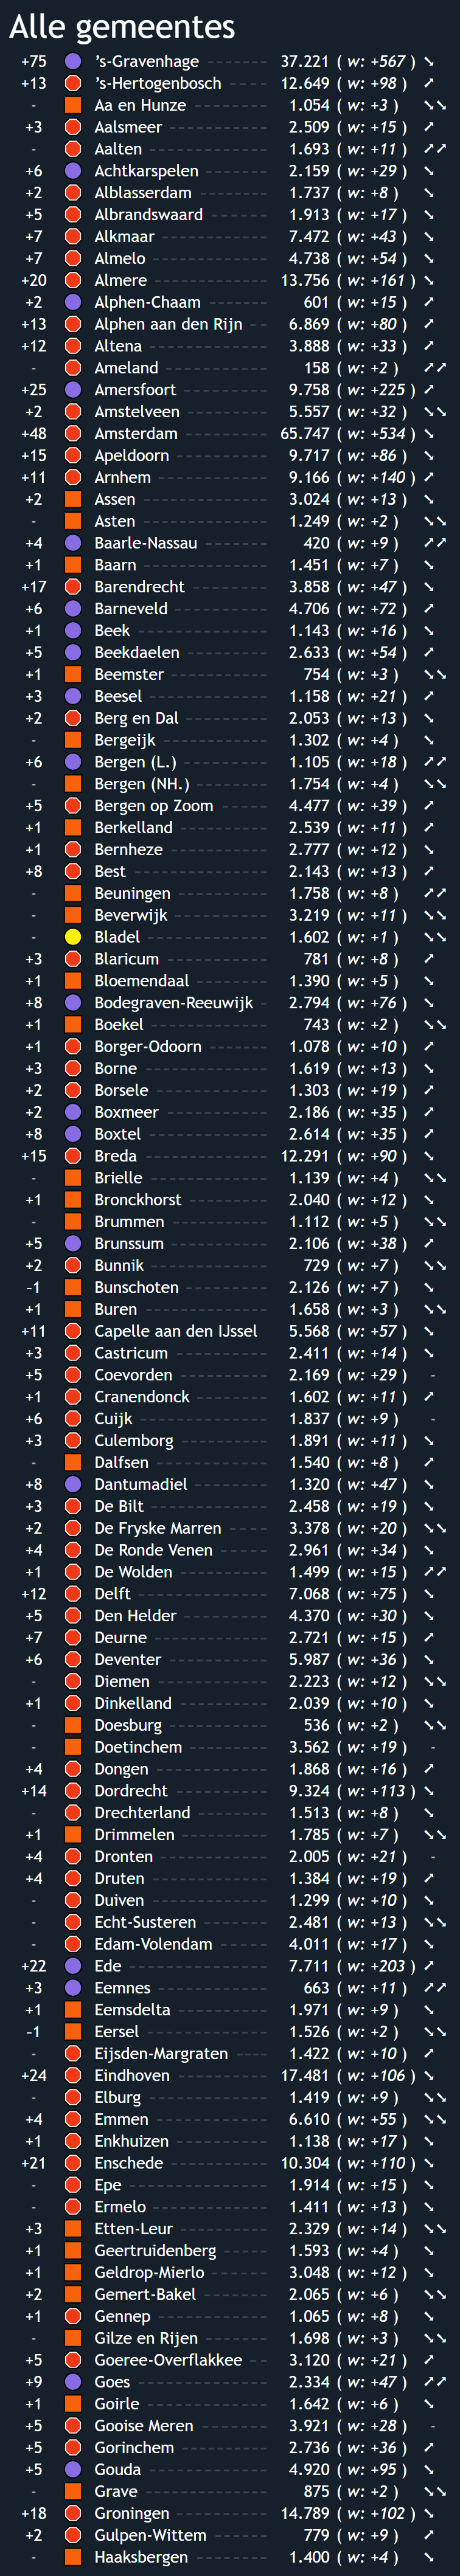 Alle gemeentes
+75 's-Gravenhage 37.221 ( w: +567 ) ➘
+13 's-Hertogenbosch 12.649 ( w: +98 ) ➚
- Aa en Hunze 1.054 ( w: +3 ) ➘➘
+3 Aalsmeer 2.509 ( w: +15 ) ➚
- Aalten 1.693 ( w: +11 ) ➚➚
+6 Achtkarspelen 2.159 ( w: +29 ) ➘
+2 Alblasserdam 1.737 ( w: +8 ) ➘
+5 Albrandswaard 1.913 ( w: +17 ) ➘
+7 Alkmaar 7.472 ( w: +43 ) ➘
+7 Almelo 4.738 ( w: +54 ) ➘
+20 Almere 13.756 ( w: +161 ) ➘
+2 Alphen-Chaam 601 ( w: +15 ) ➚
+13 Alphen aan den Rijn 6.869 ( w: +80 ) ➚
+12 Altena 3.888 ( w: +33 ) ➚
- Ameland 158 ( w: +2 ) ➚➚
+25 Amersfoort 9.758 ( w: +225 ) ➚
+2 Amstelveen 5.557 ( w: +32 ) ➘➘
+48 Amsterdam 65.747 ( w: +534 ) ➘
+15 Apeldoorn 9.717 ( w: +86 ) ➘
+11 Arnhem 9.166 ( w: +140 ) ➚
+2 Assen 3.024 ( w: +13 ) ➘
- Asten 1.249 ( w: +2 ) ➘➘
+4 Baarle-Nassau 420 ( w: +9 ) ➚➚
+1 Baarn 1.451 ( w: +7 ) ➘
+17 Barendrecht 3.858 ( w: +47 ) ➘
+6 Barneveld 4.706 ( w: +72 ) ➚
+1 Beek 1.143 ( w: +16 ) ➘
+5 Beekdaelen 2.633 ( w: +54 ) ➚
+1 Beemster 754 ( w: +3 ) ➘➘
+3 Beesel 1.158 ( w: +21 ) ➚
+2 Berg en Dal 2.053 ( w: +13 ) ➘
- Bergeijk 1.302 ( w: +4 ) ➘
+6 Bergen (L.) 1.105 ( w: +18 ) ➚➚
- Bergen (NH.) 1.754 ( w: +4 ) ➘➘
+5 Bergen op Zoom 4.477 ( w: +39 ) ➚
+1 Berkelland 2.539 ( w: +11 ) ➚
+1 Bernheze 2.777 ( w: +12 ) ➘
+8 Best 2.143 ( w: +13 ) ➚
- Beuningen 1.758 ( w: +8 ) ➚➚
- Beverwijk 3.219 ( w: +11 ) ➘➘
- Bladel 1.602 ( w: +1 ) ➘➘
+3 Blaricum 781 ( w: +8 ) ➚
+1 Bloemendaal 1.390 ( w: +5 ) ➘
+8 Bodegraven-Reeuwijk 2.794 ( w: +76 ) ➘
+1 Boekel 743 ( w: +2 ) ➘➘
+1 Borger-Odoorn 1.078 ( w: +10 ) ➚
+3 Borne 1.619 ( w: +13 ) ➘
+2 Borsele 1.303 ( w: +19 ) ➚
+2 Boxmeer 2.186 ( w: +35 ) ➚
+8 Boxtel 2.614 ( w: +35 ) ➚
+15 Breda 12.291 ( w: +90 ) ➘
- Brielle 1.139 ( w: +4 ) ➘➘
+1 Bronckhorst 2.040 ( w: +12 ) ➘
- Brummen 1.112 ( w: +5 ) ➘➘
+5 Brunssum 2.106 ( w: +38 ) ➚
+2 Bunnik 729 ( w: +7 ) ➘➘
-1 Bunschoten 2.126 ( w: +7 ) ➘
+1 Buren 1.658 ( w: +3 ) ➘➘
+11 Capelle aan den IJssel 5.568 ( w: +57 ) ➘
+3 Castricum 2.411 ( w: +14 ) ➘
+5 Coevorden 2.169 ( w: +29 ) -
+1 Cranendonck 1.602 ( w: +11 ) ➚
+6 Cuijk 1.837 ( w: +9 ) -
+3 Culemborg 1.891 ( w: +11 ) ➘
- Dalfsen 1.540 ( w: +8 ) ➚
+8 Dantumadiel 1.320 ( w: +47 ) ➘
+3 De Bilt 2.458 ( w: +19 ) ➘
+2 De Fryske Marren 3.378 ( w: +20 ) ➘➘
+4 De Ronde Venen 2.961 ( w: +34 ) ➘
+1 De Wolden 1.499 ( w: +15 ) ➚➚
+12 Delft 7.068 ( w: +75 ) ➘
+5 Den Helder 4.370 ( w: +30 ) ➘
+7 Deurne 2.721 ( w: +15 ) ➚
+6 Deventer 5.987 ( w: +36 ) ➘
- Diemen 2.223 ( w: +12 ) ➘➘
+1 Dinkelland 2.039 ( w: +10 ) ➘
- Doesburg 536 ( w: +2 ) ➘➘
- Doetinchem 3.562 ( w: +19 ) -
+4 Dongen 1.868 ( w: +16 ) ➚
+14 Dordrecht 9.324 ( w: +113 ) ➘
- Drechterland 1.513 ( w: +8 ) ➘
+1 Drimmelen 1.785 ( w: +7 ) ➘➘
+4 Dronten 2.005 ( w: +21 ) -
+4 Druten 1.384 ( w: +19 ) ➚
- Duiven 1.299 ( w: +10 ) ➘
- Echt-Susteren 2.481 ( w: +13 ) ➘➘
- Edam-Volendam 4.011 ( w: +17 ) ➘
+22 Ede 7.711 ( w: +203 ) ➚
+3 Eemnes 663 ( w: +11 ) ➚➚
+1 Eemsdelta 1.971 ( w: +9 ) ➘
-1 Eersel 1.526 ( w: +2 ) ➘➘
- Eijsden-Margraten 1.422 ( w: +10 ) ➚
+24 Eindhoven 17.481 ( w: +106 ) ➘
- Elburg 1.419 ( w: +9 ) ➘➘
+4 Emmen 6.610 ( w: +55 ) ➘➘
+1 Enkhuizen 1.138 ( w: +17 ) ➘
+21 Enschede 10.304 ( w: +110 ) ➘
- Epe 1.914 ( w: +15 ) ➘
- Ermelo 1.411 ( w: +13 ) ➘
+3 Etten-Leur 2.329 ( w: +14 ) ➘➘
+1 Geertruidenberg 1.593 ( w: +4 ) ➘
+1 Geldrop-Mierlo 3.048 ( w: +12 ) ➘
+2 Gemert-Bakel 2.065 ( w: +6 ) ➘➘
+1 Gennep 1.065 ( w: +8 ) ➘
- Gilze en Rijen 1.698 ( w: +3 ) ➘➘
+5 Goeree-Overflakkee 3.120 ( w: +21 ) ➚
+9 Goes 2.334 ( w: +47 ) ➚➚
+1 Goirle 1.642 ( w: +6 ) ➘
+5 Gooise Meren 3.921 ( w: +28 ) -
+5 Gorinchem 2.736 ( w: +36 ) ➚
+5 Gouda 4.920 ( w: +95 ) ➘
- Grave 875 ( w: +2 ) ➘➘
+18 Groningen 14.789 ( w: +102 ) ➘
+2 Gulpen-Wittem 779 ( w: +9 ) ➚
- Haaksbergen 1.400 ( w: +4 ) ➘